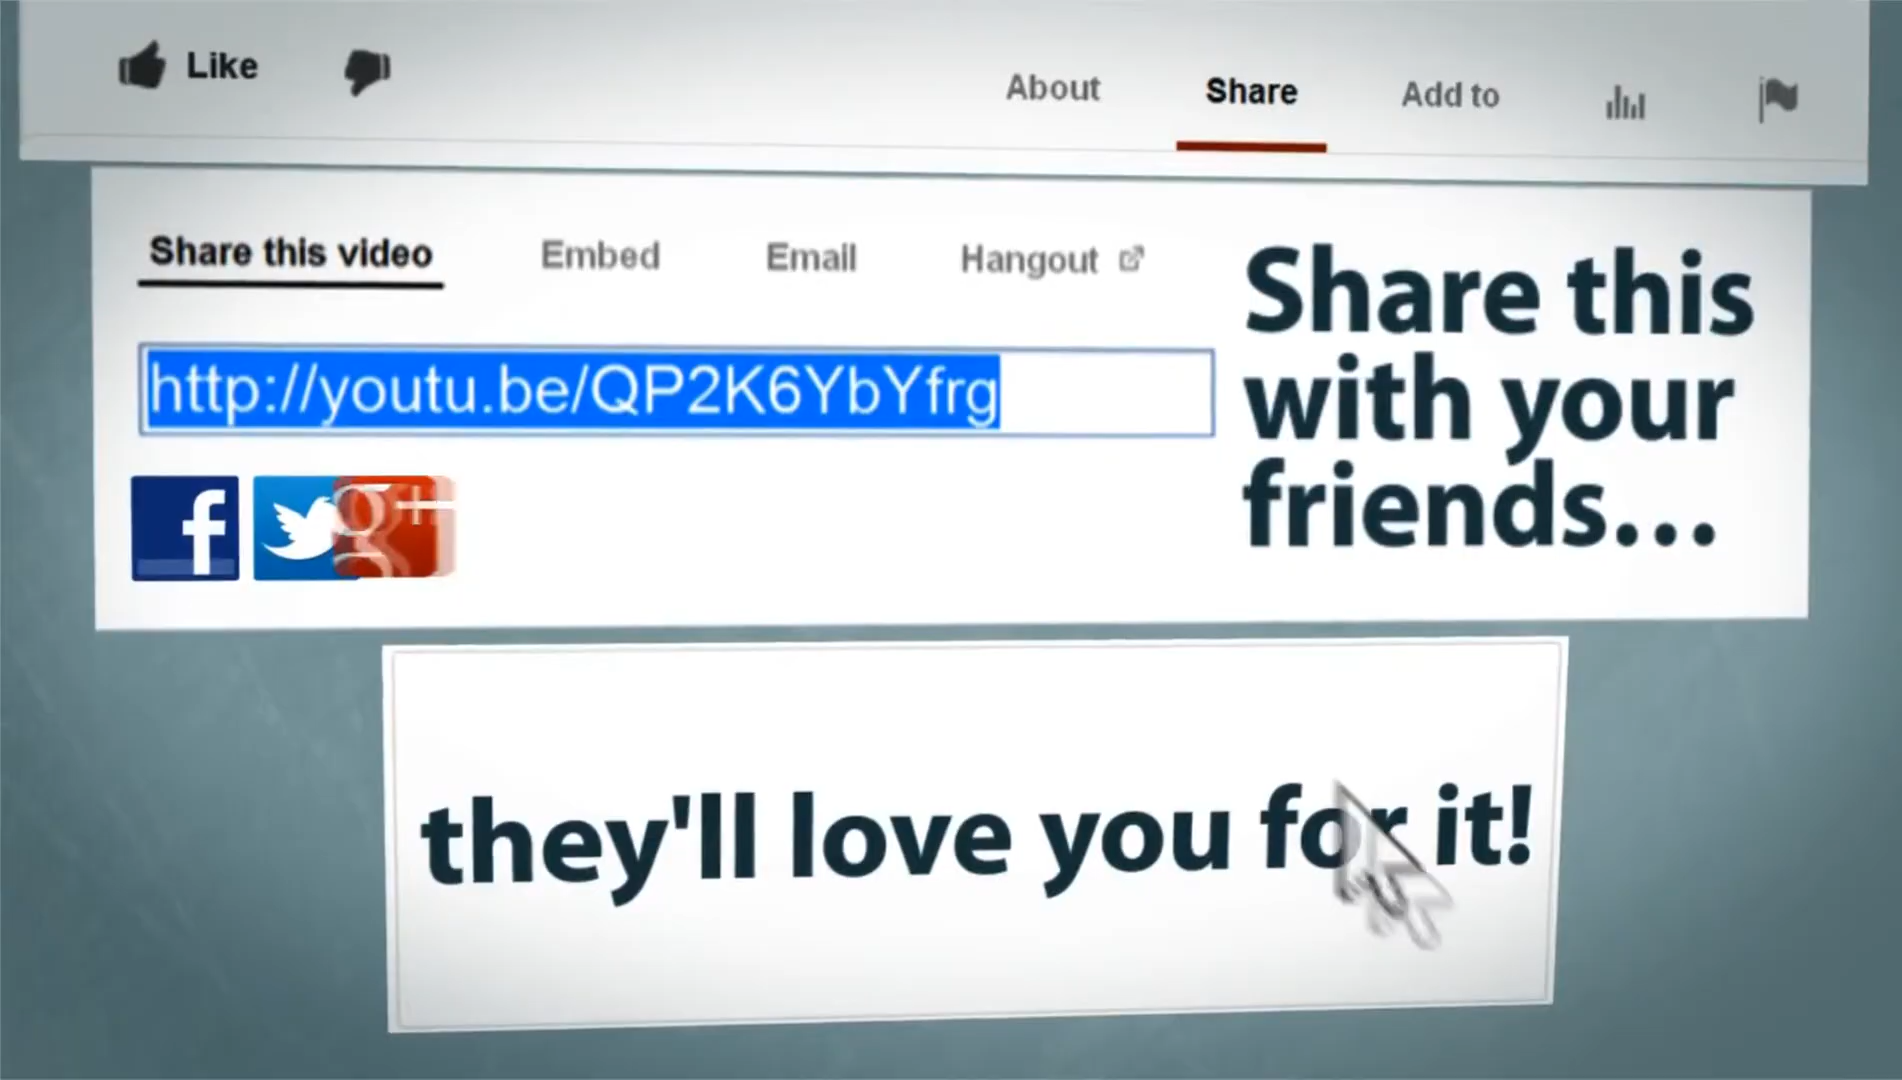 Like
About Share Add to
Share this video Embed Email Hangout
http://youtu.be/QP2K6YbYfrg
f
g+
Share this
with your
friends...
they'll love you for it!